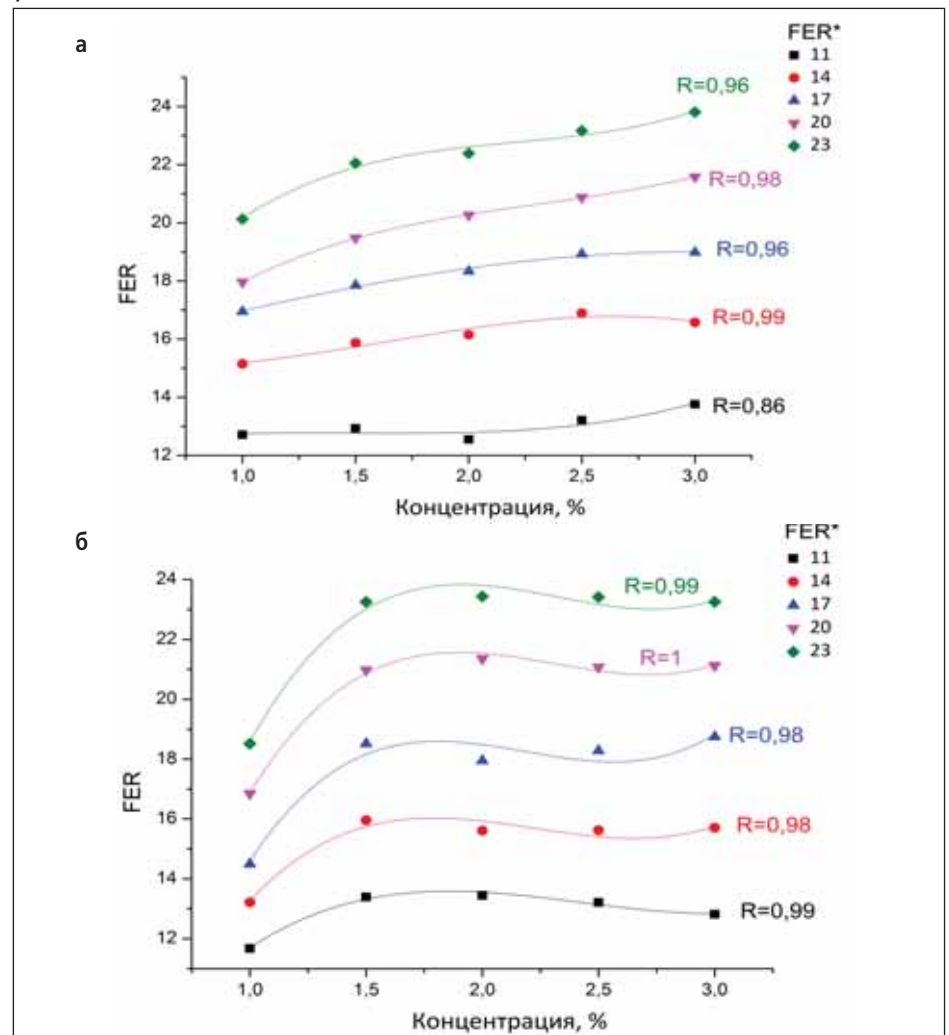 а
FER*
11
14
17
20
23
R=0,96
R=0,98
R=0,96
R=0,99
R=0,86
24
22
20
18
16
14
12
FER
1,0 1,5 2,0 2,5 3,0
Концентрация, %
б
FER*
11
14
17
20
23
R=0,99
R=1
R=0,98
R=0,98
R=0,99
24
22
20
18
16
14
12
FER
1,0 1,5 2,0 2,5 3,0
Концентрация, %